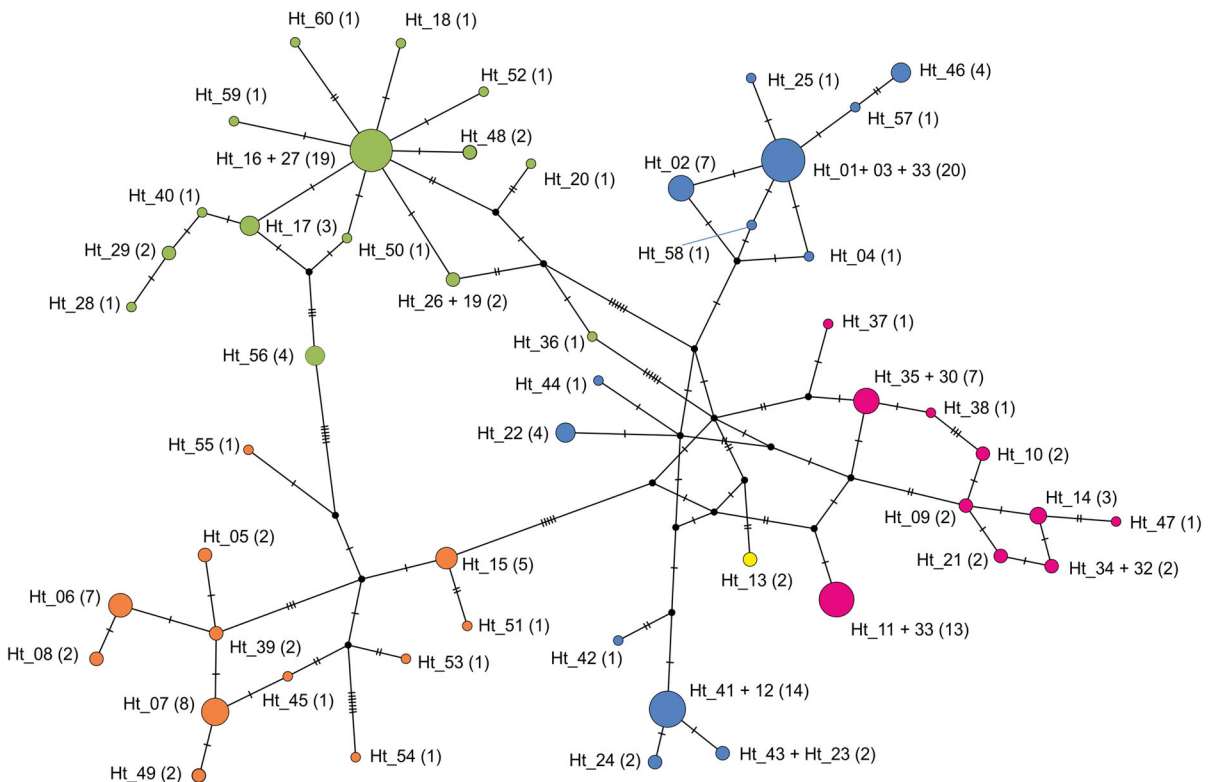 Ht_60 (1)
Ht_18 (1)
Ht_52 (1)
Ht_25 (1)
Ht_46 (4)
Ht_59 (1)
Ht_57 (1)
Ht_48 (2)
Ht_16 + 27 (19)
Ht_02 (7)
Ht_01+ 03 + 33 (20)
Ht_20 (1)
Ht_40 (1)
Ht_17 (3)
Ht_29 (2)
Ht_50 (1)
Ht_58 (1)
Ht_04 (1)
Ht_28 (1)
Ht_26 + 19 (2)
Ht_37 (1)
Ht_36 (1)
Ht_56 (4)
Ht_44 (1)
Ht_35 + 30 (7)
Ht_38 (1)
Ht_22 (4)
Ht_55 (1)
Ht_10 (2)
Ht_14 (3)
Ht_09 (2)
Ht_47 (1)
Ht_05 (2)
Ht_15 (5)
Ht_21 (2)
Ht_34 + 32 (2)
Ht_13 (2)
Ht_06 (7)
Ht_51 (1)
Ht_11 + 33 (13)
Ht_39 (2)
Ht_08 (2)
Ht_53 (1)
Ht_42 (1)
Ht_07 (8)
Ht_45 (1)
Ht_41 + 12 (14)
Ht_54 (1)
Ht_43 + Ht_23 (2)
Ht_24 (2)
Ht_49 (2)